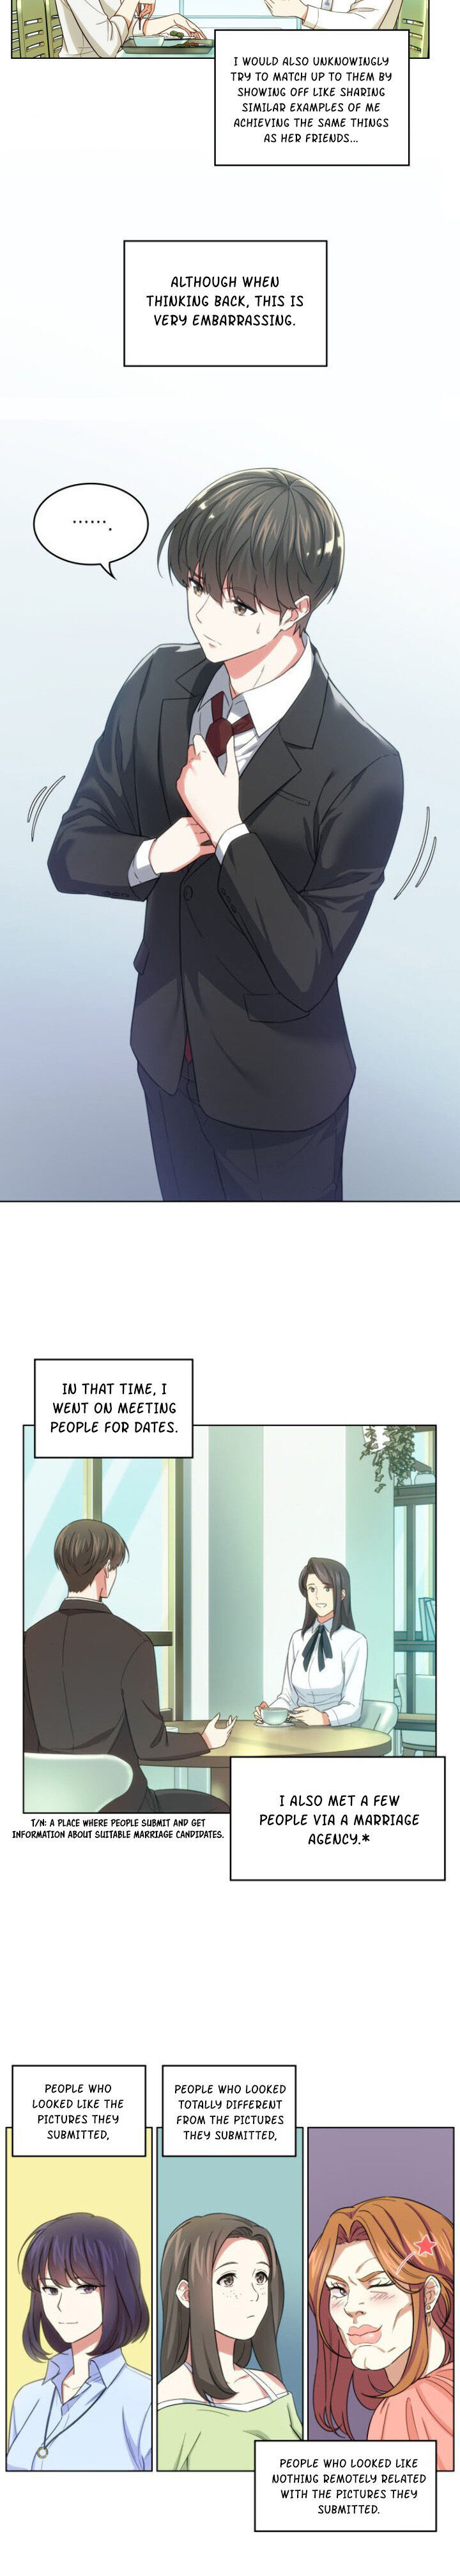 I WOULD ALSO UNKNOWINGLY
TRY TO MATCH UP TO THEM BY
SHOWING OFF LIKE SHARING
SIMILAR EXAMPLES OF ME
ACHIEVING THE SAME THINGS
AS HER FRIENDS...
ALTHOUGH WHEN
THINKING BACK, THIS IS
VERY EMBARRASSING.
.......
IN THAT TIME, I
WENT ON MEETING
PEOPLE FOR DATES.
I ALSO MET A FEW
PEOPLE VIA A MARRIAGE
AGENCY.*
T/N: A PLACE WHERE PEOPLE SUBMIT AND GET
INFORMATION ABOUT SUITABLE MARRIAGE CANDIDATES.
PEOPLE WHO
LOOKED LIKE THE
PICTURES THEY
SUBMITTED,
PEOPLE WHO LOOKED
TOTALLY DIFFERENT
FROM THE PICTURES
THEY SUBMITTED,
PEOPLE WHO LOOKED LIKE
NOTHING REMOTELY RELATED
WITH THE PICTURES THEY
SUBMITTED.